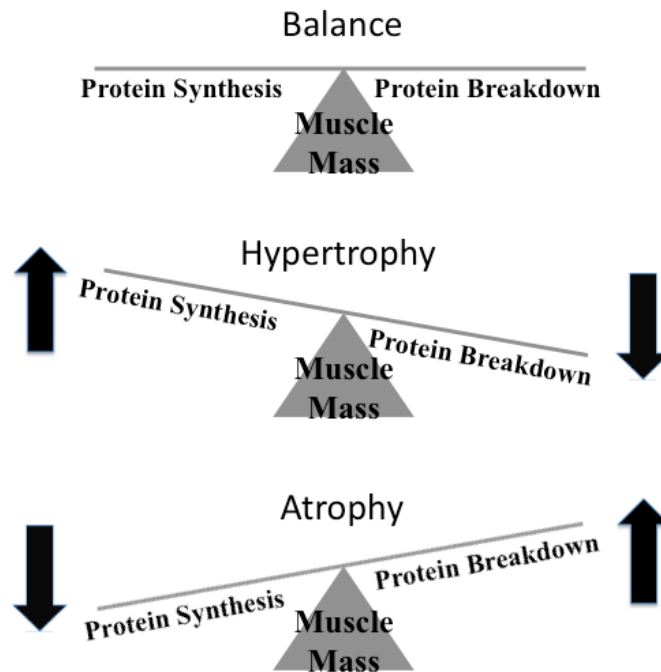 Balance
Protein Synthesis Protein Breakdown
Muscle
Mass
Hypertrophy
Protein Synthesis
Protein Breakdown
Muscle
Mass
Atrophy
Protein Synthesis
Protein Breakdown
Muscle
Mass